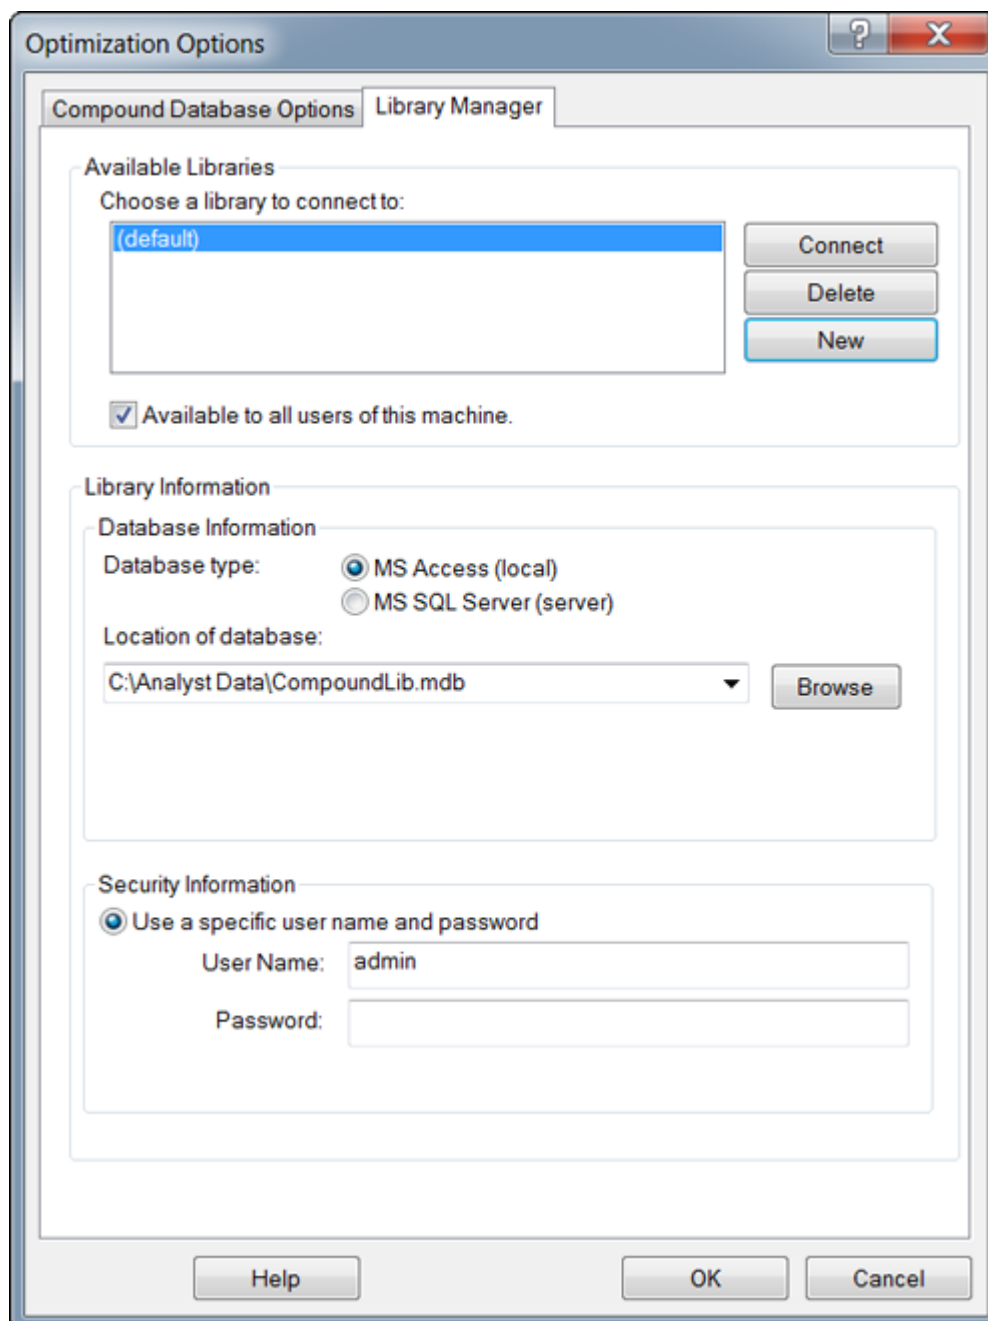 Optimization Options
Compound Database Options
Library Manager
Available Libraries
Choose a library to connect to:
(default)
Connect
Delete
New
Available to all users of this machine.
Library Information
Database Information
Database type:
MS Access (local)
MS SQL Server (server)
Location of database:
C:\Analyst Data\CompoundLib.mdb
Browse
Security Information
Use a specific user name and password
User Name:
admin
Password:
Help
OK
Cancel